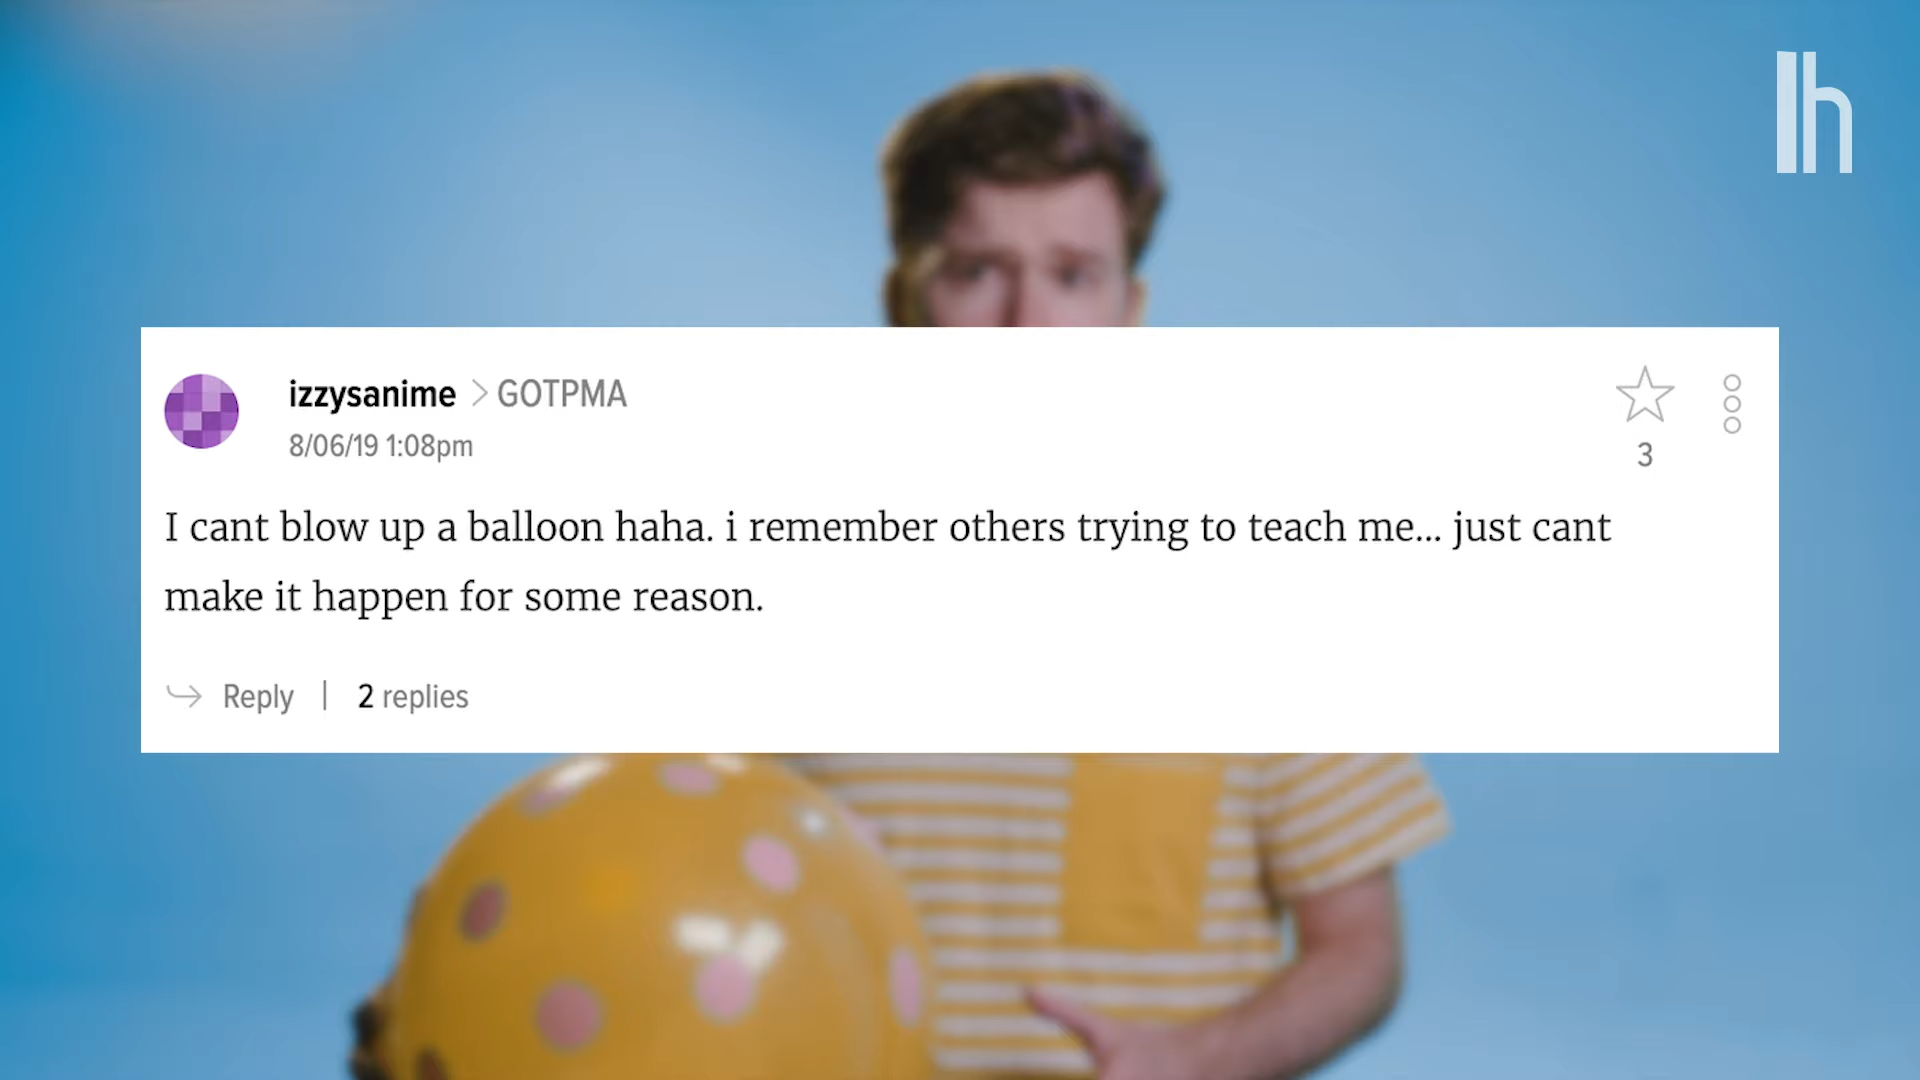 lh
izzysanime > GOTPMA
8/06/19 1:08pm
3
I cant blow up a balloon haha. i remember others trying to teach me... just cant
make it happen for some reason.
Reply | 2 replies